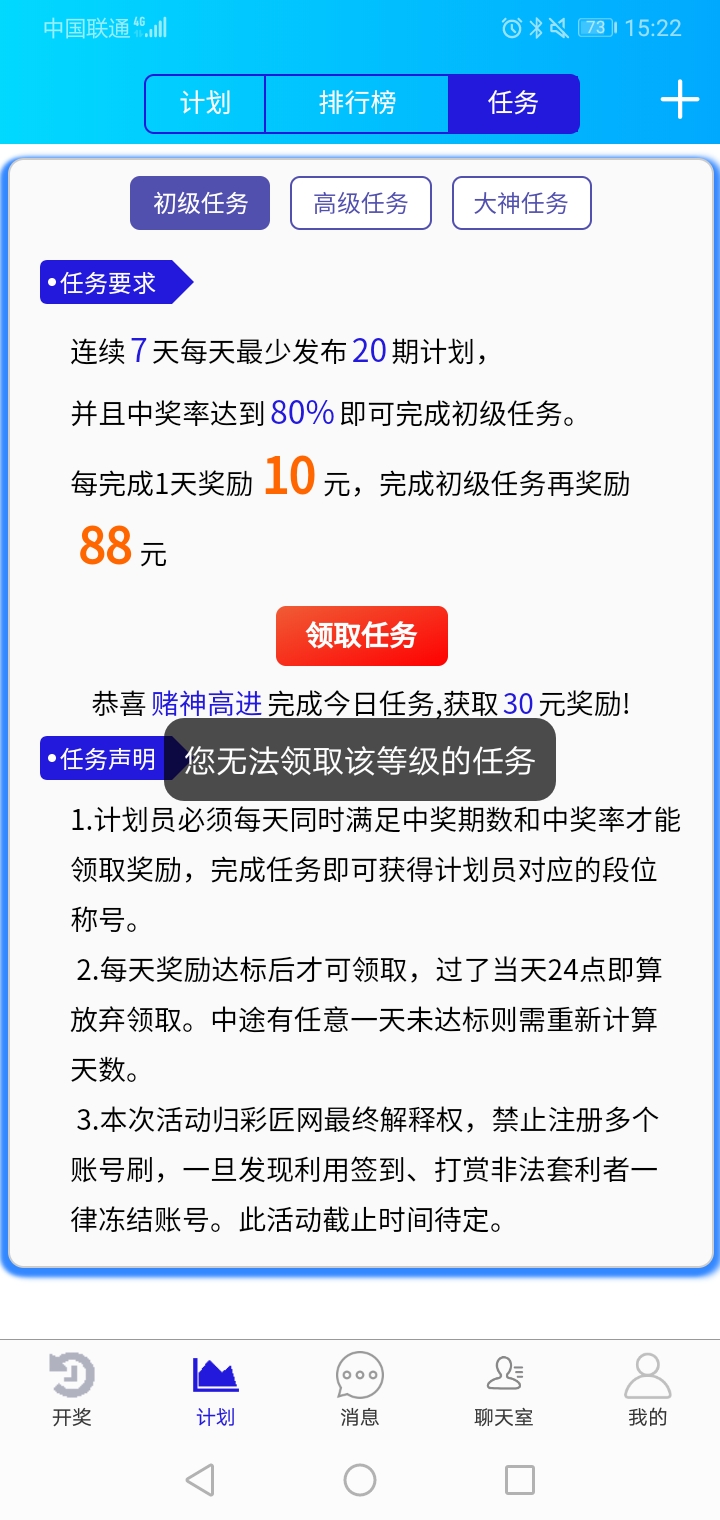 中国联通 4G 73 15:22
计划 排行榜 任务
初级任务 高级任务 大神任务
•任务要求
连续7天每天最少发布20期计划，
并且中奖率达到80%即可完成初级任务。
每完成1天奖励 10 元，完成初级任务再奖励
88 元
领取任务
恭喜 赌神高进 完成今日任务,获取 30 元奖励!
•任务声明
您无法领取该等级的任务
1.计划员必须每天同时满足中奖期数和中奖率才能
领取奖励，完成任务即可获得计划员对应的段位
称号。
2.每天奖励达标后才可领取，过了当天24点即算
放弃领取。中途有任意一天未达标则需重新计算
天数。
3.本次活动归彩匠网最终解释权，禁止注册多个
账号刷，一旦发现利用签到、打赏非法套利者一
律冻结账号。此活动截止时间待定。
开奖 计划 消息 聊天室 我的